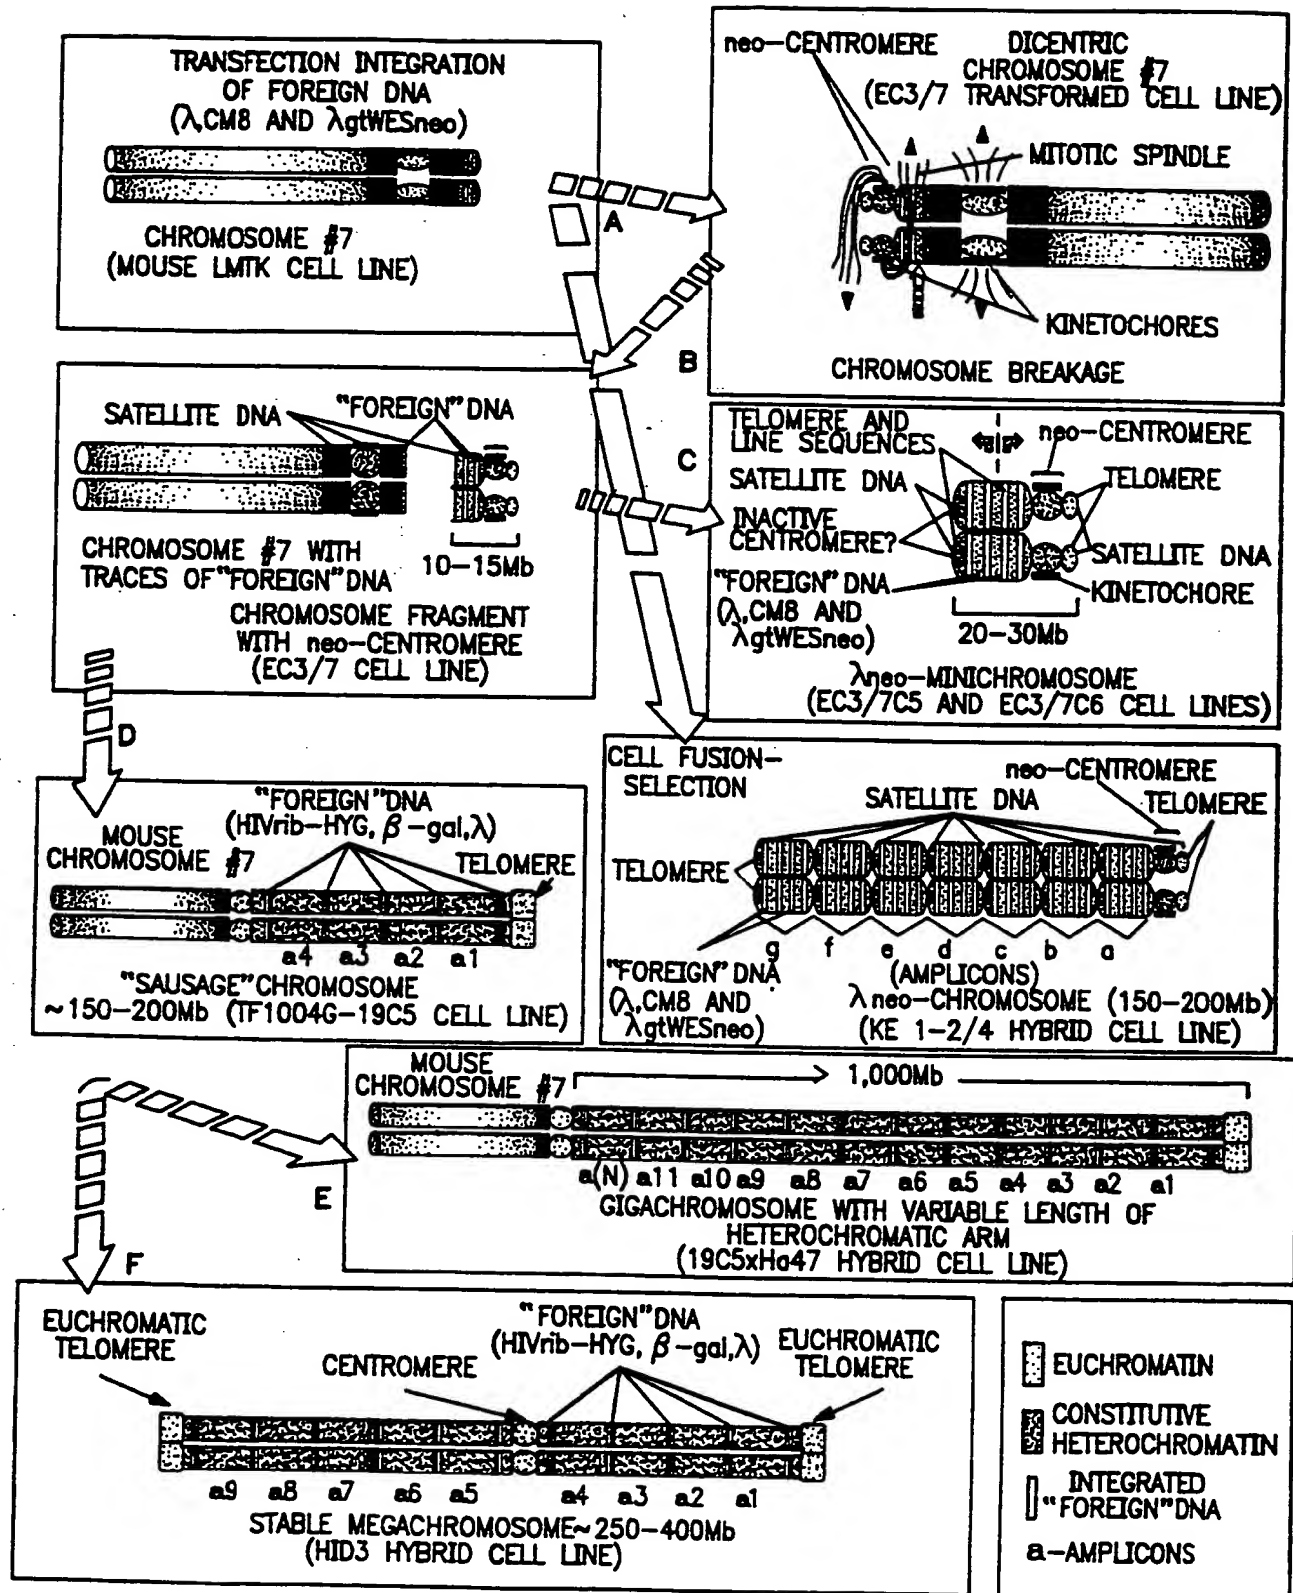 TRANSFECTION INTEGRATION
OF FOREIGN DNA
(λ,CM8 AND λgtWESneo)
CHROMOSOME #7
(MOUSE LMTK CELL LINE)
A
neo-CENTROMERE
DICENTRIC
CHROMOSOME #7
(EC3/7 TRANSFORMED CELL LINE)
MITOTIC SPINDLE
KINETOCHORES
CHROMOSOME BREAKAGE
B
SATELLITE DNA
"FOREIGN" DNA
CHROMOSOME #7 WITH
TRACES OF "FOREIGN" DNA
10-15Mb
CHROMOSOME FRAGMENT
WITH neo-CENTROMERE
(EC3/7 CELL LINE)
C
TELOMERE AND
LINE SEQUENCES
neo-CENTROMERE
SATELLITE DNA
TELOMERE
INACTIVE
CENTROMERE?
SATELLITE DNA
"FOREIGN" DNA
(λ,CM8 AND
λgtWESneo)
KINETOCHORE
20-30Mb
λneo-MINICHROMOSOME
(EC3/7C5 AND EC3/7C6 CELL LINES)
D
"FOREIGN" DNA
(HIVrib-HYG, β-gal,λ)
MOUSE
CHROMOSOME #7
TELOMERE
a4 a3 a2 a1
"SAUSAGE" CHROMOSOME
~150-200Mb (TF1004G-19C5 CELL LINE)
CELL FUSION-
SELECTION
neo-CENTROMERE
SATELLITE DNA
TELOMERE
TELOMERE
g f e d c b a
"FOREIGN" DNA
(λ,CM8 AND
λgtWESneo)
(AMPLICONS)
λneo-CHROMOSOME (150-200Mb)
(KE 1-2/4 HYBRID CELL LINE)
MOUSE
CHROMOSOME #7
1,000Mb
a(N) a11 a10 a9 a8 a7 a6 a5 a4 a3 a2 a1
E
GIGACHROMOSOME WITH VARIABLE LENGTH OF
HETEROCHROMATIC ARM
(19C5xHa47 HYBRID CELL LINE)
F
EUCHROMATIC
TELOMERE
CENTROMERE
"FOREIGN" DNA
(HIVrib-HYG, β-gal,λ)
EUCHROMATIC
TELOMERE
a9 a8 a7 a6 a5 a4 a3 a2 a1
STABLE MEGACHROMOSOME~250-400Mb
(HID3 HYBRID CELL LINE)
EUCHROMATIN
CONSTITUTIVE
HETEROCHROMATIN
INTEGRATED
"FOREIGN" DNA
a-AMPLICONS